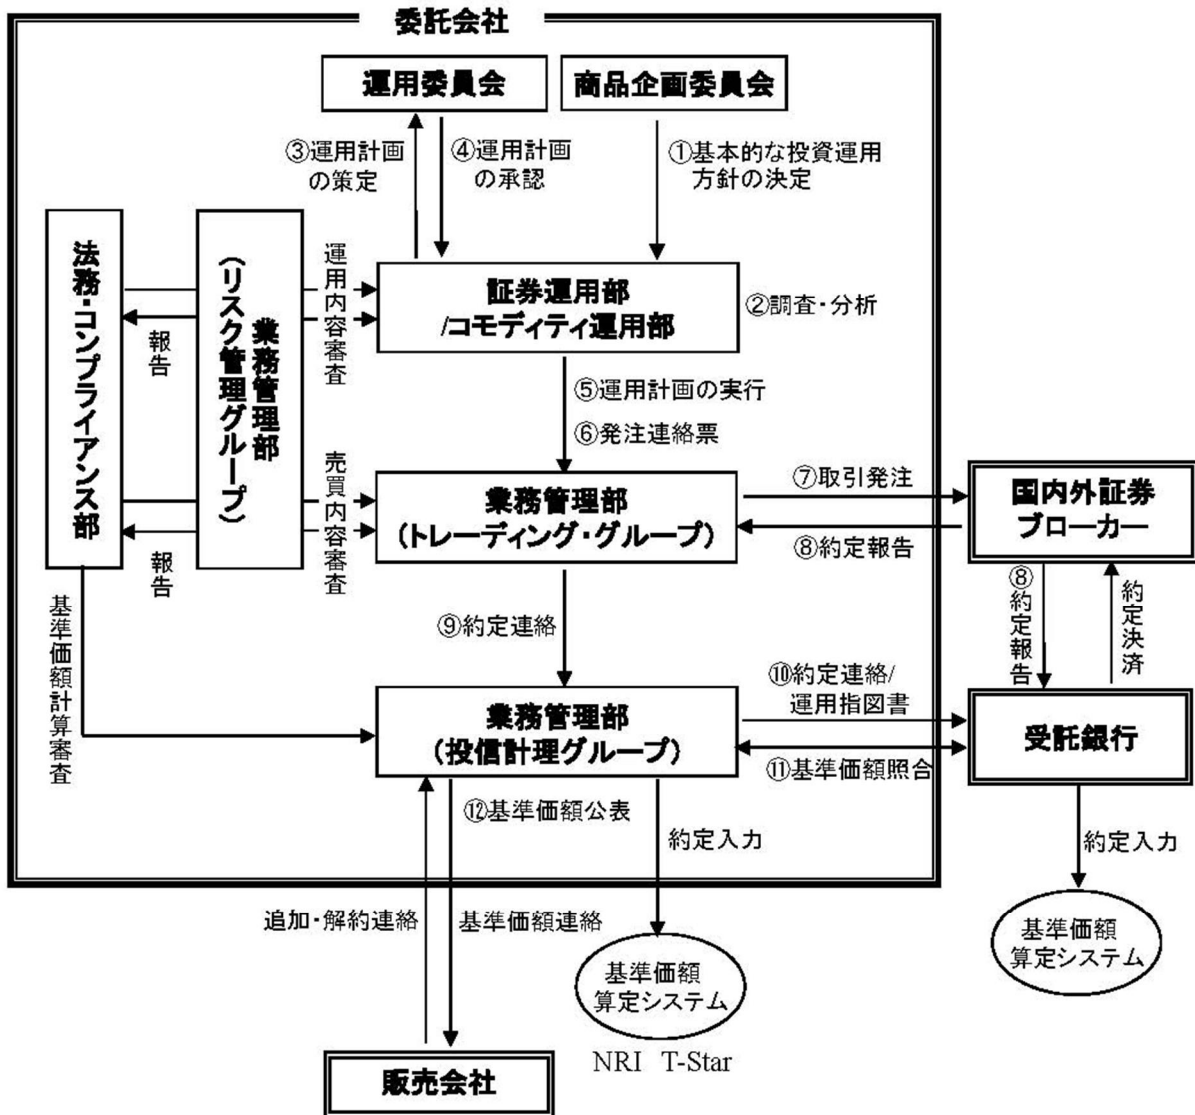 委託会社
運用委員会
商品企画委員会
③運用計画
の策定
④運用計画
の承認
①基本的な投資運用
方針の決定
法務・コンプライアンス部
業務管理部
(リスク管理グループ)
運用内容審査
報告
証券運用部
/コモディティ運用部
②調査・分析
⑤運用計画の実行
⑥発注連絡票
売買内容審査
報告
業務管理部
(トレーディング・グループ)
⑦取引発注
⑧約定報告
国内外証券
ブローカー
⑧約定報告
約定決済
⑨約定連絡
基準価額計算審査
業務管理部
(投信計理グループ)
⑩約定連絡/
運用指図書
⑪基準価額照合
受託銀行
⑫基準価額公表
約定入力
約定入力
追加・解約連絡
基準価額連絡
基準価額
算定システム
NRI T-Star
基準価額
算定システム
販売会社